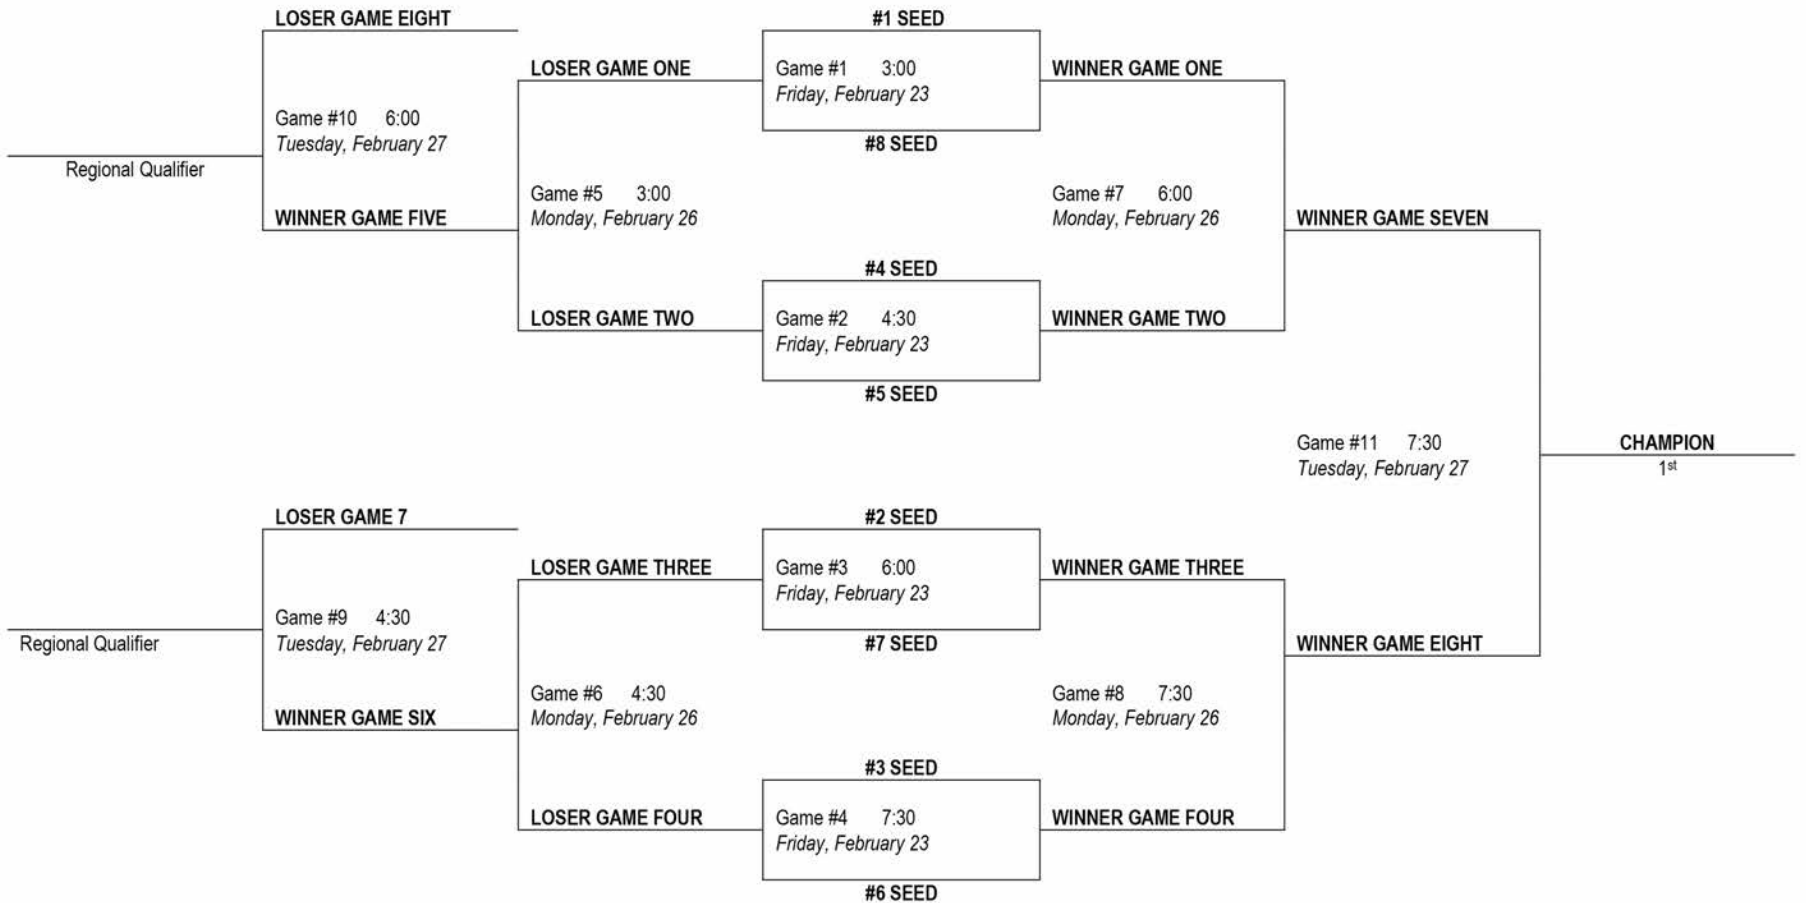 LOSER GAME EIGHT
#1 SEED
LOSER GAME ONE
Game #1 3:00
Friday, February 23
WINNER GAME ONE
Game #10 6:00
Tuesday, February 27
#8 SEED
Regional Qualifier
Game #5 3:00
Monday, February 26
Game #7 6:00
Monday, February 26
WINNER GAME FIVE
WINNER GAME SEVEN
#4 SEED
LOSER GAME TWO
Game #2 4:30
Friday, February 23
WINNER GAME TWO
#5 SEED
Game #11 7:30
Tuesday, February 27
CHAMPION
1st
LOSER GAME 7
#2 SEED
LOSER GAME THREE
Game #3 6:00
Friday, February 23
WINNER GAME THREE
Game #9 4:30
Tuesday, February 27
Regional Qualifier
#7 SEED
WINNER GAME EIGHT
Game #6 4:30
Monday, February 26
Game #8 7:30
Monday, February 26
WINNER GAME SIX
#3 SEED
LOSER GAME FOUR
Game #4 7:30
Friday, February 23
WINNER GAME FOUR
#6 SEED